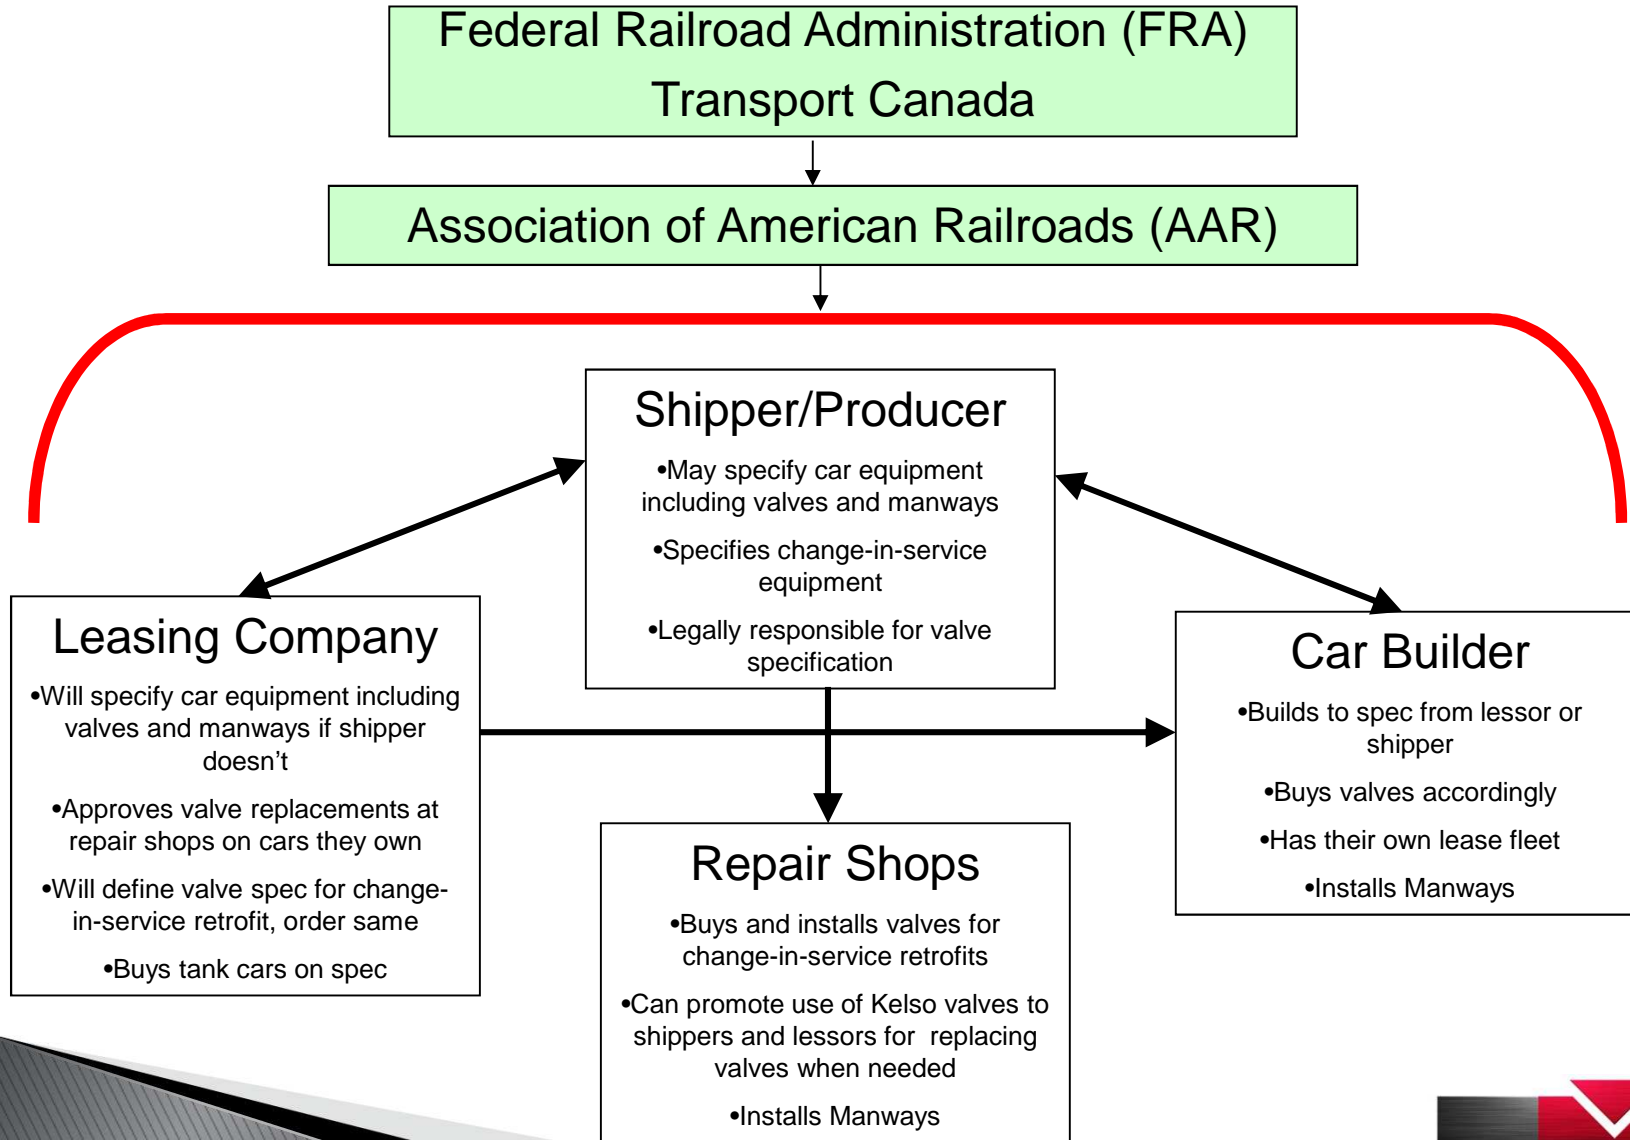 Federal Railroad Administration (FRA)
Transport Canada
Association of American Railroads (AAR)
Shipper/Producer
•May specify car equipment
including valves and manways
•Specifies change-in-service
equipment
•Legally responsible for valve
specification
Leasing Company
•Will specify car equipment including
valves and manways if shipper
doesn’t
•Approves valve replacements at
repair shops on cars they own
•Will define valve spec for change-
in-service retrofit, order same
•Buys tank cars on spec
Car Builder
•Builds to spec from lessor or
shipper
•Buys valves accordingly
•Has their own lease fleet
•Installs Manways
Repair Shops
•Buys and installs valves for
change-in-service retrofits
•Can promote use of Kelso valves to
shippers and lessors for  replacing
valves when needed
•Installs Manways